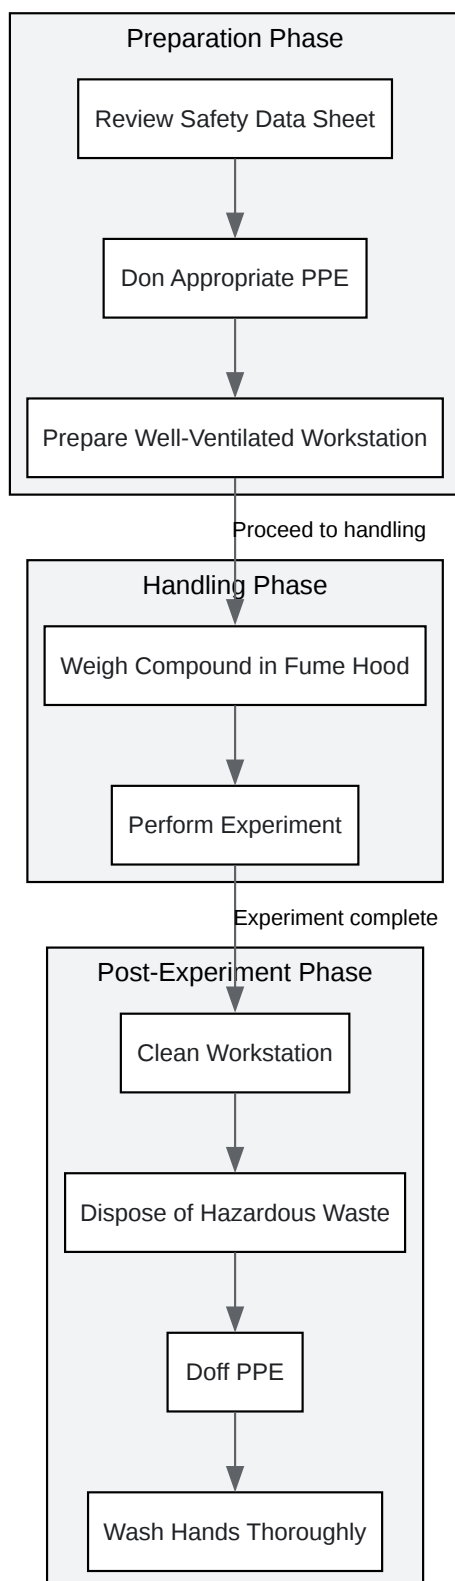 Preparation Phase
Review Safety Data Sheet
Don Appropriate PPE
Prepare Well-Ventilated Workstation
Proceed to handling
Handling Phase
Weigh Compound in Fume Hood
Perform Experiment
Experiment complete
Post-Experiment Phase
Clean Workstation
Dispose of Hazardous Waste
Doff PPE
Wash Hands Thoroughly